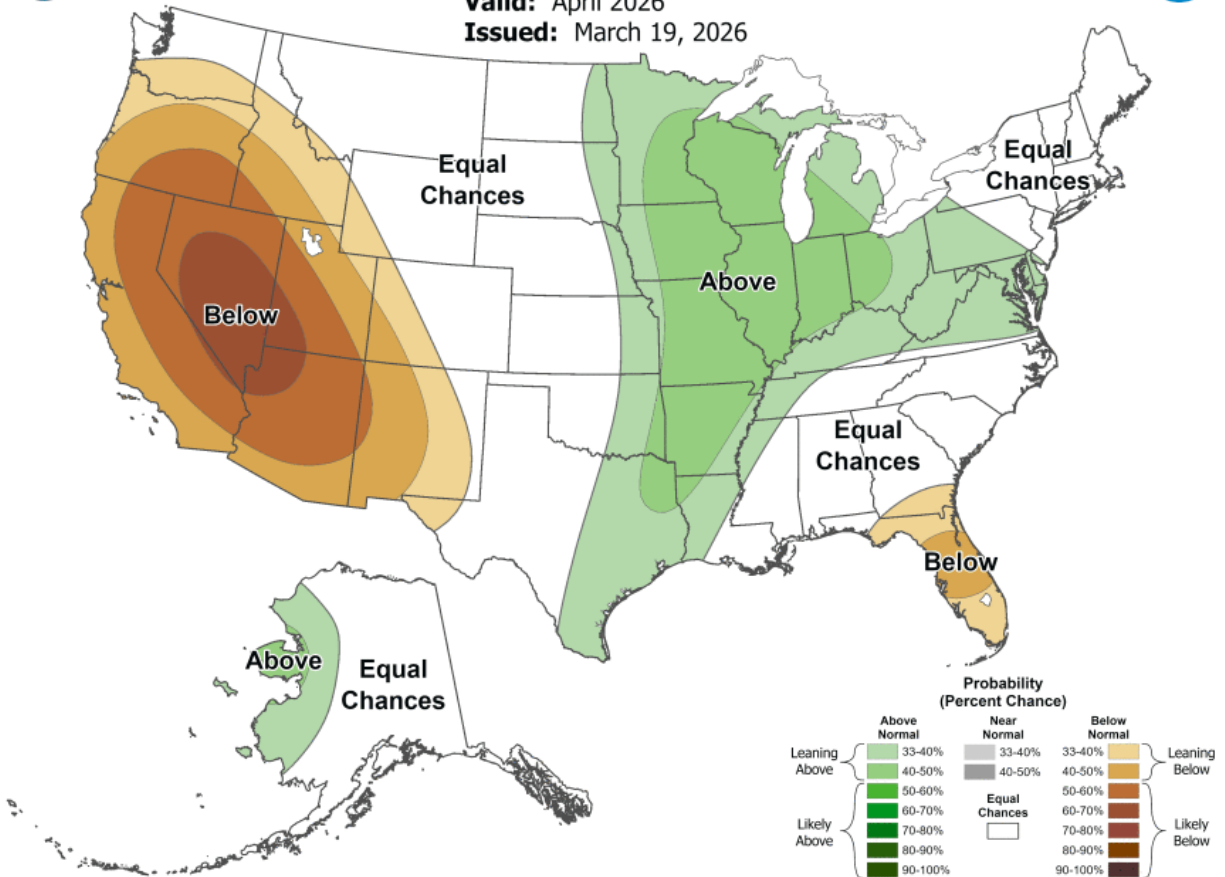 Valid: April 2026
Issued: March 19, 2026
Equal
Chances
Equal
Chances
Above
Below
Equal
Chances
Below
Above
Equal
Chances
Probability
(Percent Chance)
Above
Normal
Near
Normal
Below
Normal
Leaning
Above
33-40%
33-40%
33-40%
Leaning
Below
40-50%
40-50%
40-50%
Likely
Above
50-60%
Equal
Chances
50-60%
Likely
Below
60-70%
60-70%
70-80%
70-80%
80-90%
80-90%
90-100%
90-100%